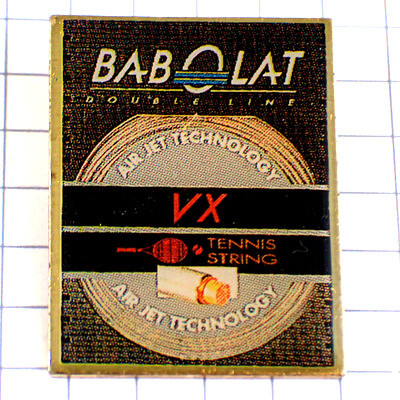 BABOLAT
DOUBLE LINE
AIR JET TECHNOLOGY
VX
TENNIS
STRING
AIR JET TECHNOLOGY